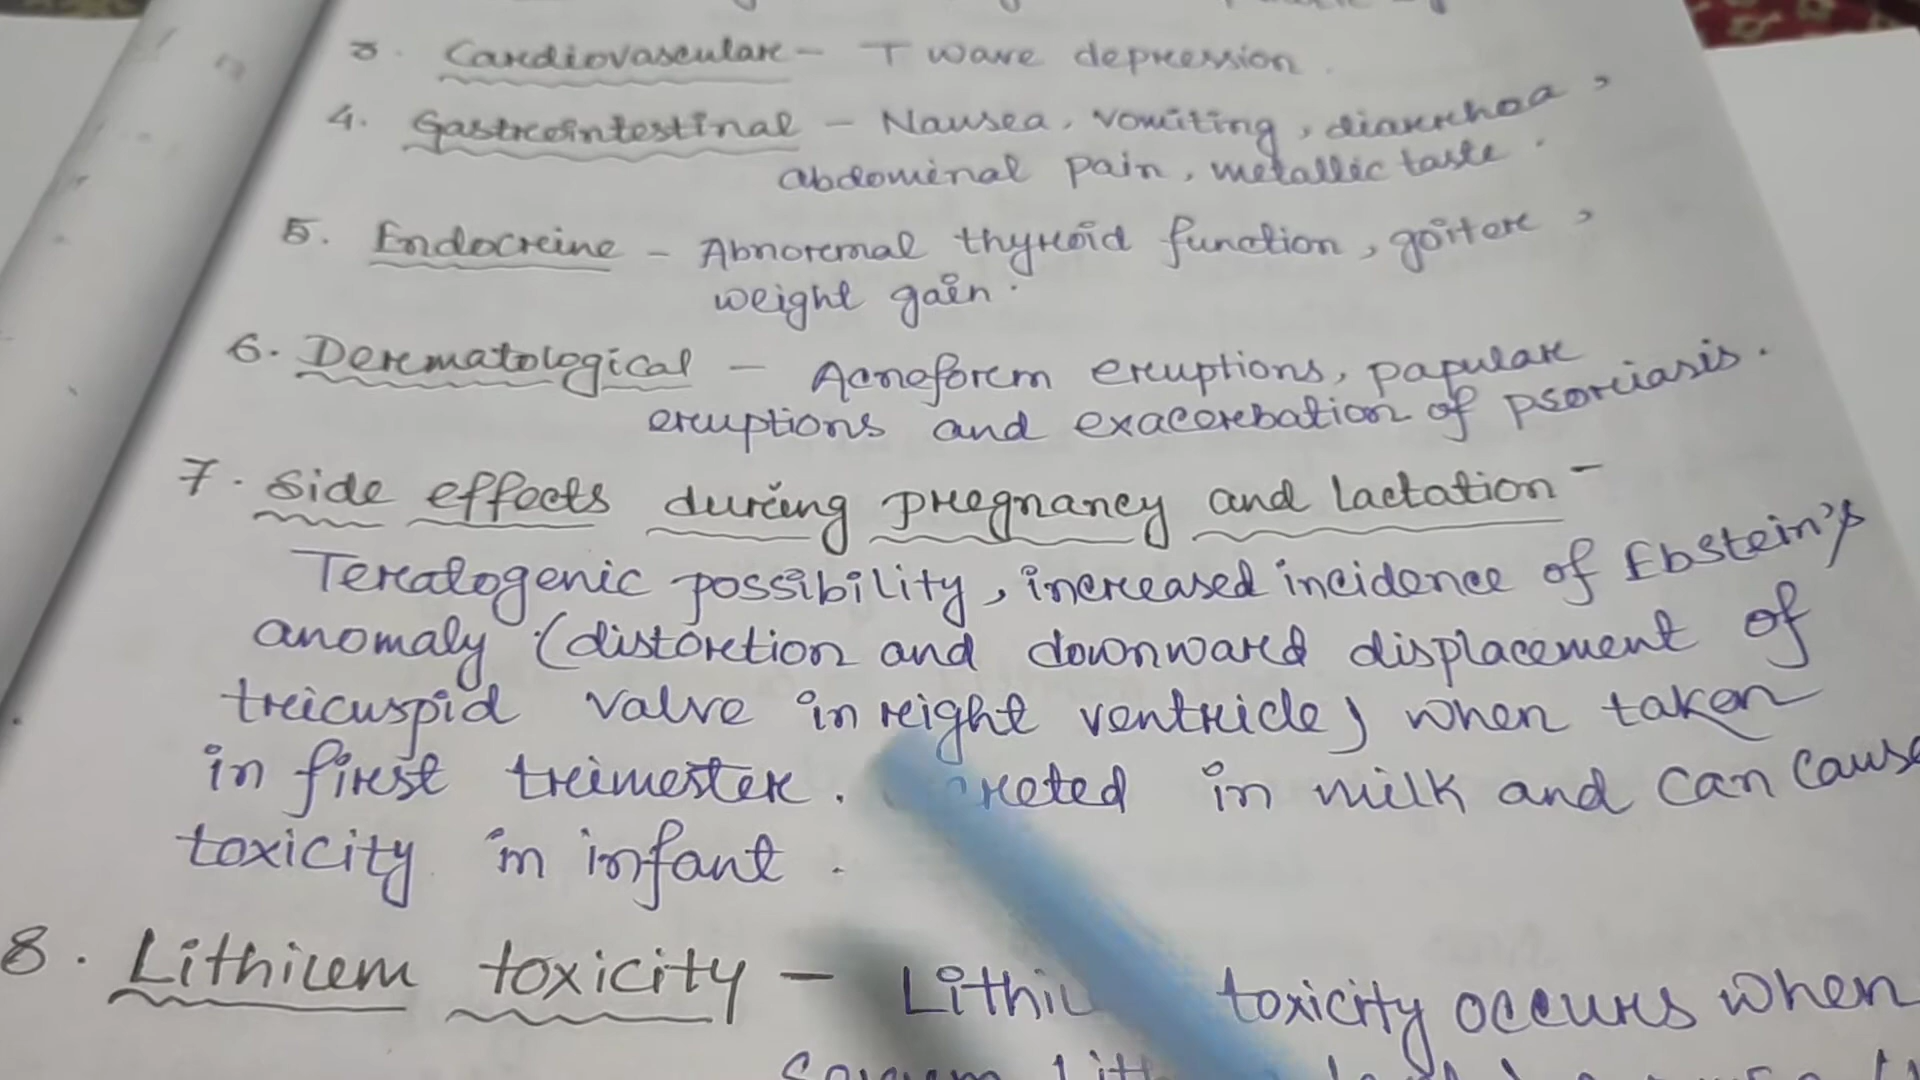 3. Cardiovascular - T wave depression.
4. Gastrointestinal - Nausea, vomiting, diarrhoea,
abdominal pain, metallic taste.
5. Endocrine - Abnormal thyroid function, goiter,
weight gain.
6. Dermatological - Acneform eruptions, papular
eruptions and exacerbation of psoriasis.
7. Side effects during pregnancy and lactation -
Teratogenic possibility, increased incidence of Ebstein's
anomaly (distortion and downward displacement of
tricuspid valve in right ventricle) when taken
in first trimester. in milk and can cause
toxicity in infant.
8. Lithium toxicity - toxicity occurs when